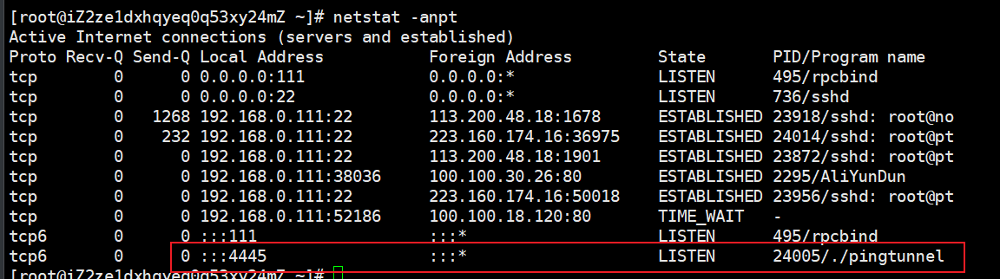 [root@iZ2ze1dxhqyeq0q53xy24mZ ~]# netstat -anpt
Active Internet connections (servers and established)
Proto Recv-Q Send-Q Local Address           Foreign Address         State       PID/Program name
tcp        0      0 0.0.0.0:111             0.0.0.0:*               LISTEN      495/rpcbind
tcp        0      0 0.0.0.0:22              0.0.0.0:*               LISTEN      736/sshd
tcp        0   1268 192.168.0.111:22        113.200.48.18:1678      ESTABLISHED 23918/sshd: root@no
tcp        0    232 192.168.0.111:22        223.160.174.16:36975    ESTABLISHED 24014/sshd: root@pt
tcp        0      0 192.168.0.111:22        113.200.48.18:1901      ESTABLISHED 23872/sshd: root@pt
tcp        0      0 192.168.0.111:38036     100.100.30.26:80        ESTABLISHED 2295/AliYunDun
tcp        0      0 192.168.0.111:22        223.160.174.16:50018    ESTABLISHED 23956/sshd: root@pt
tcp        0      0 192.168.0.111:52186     100.100.18.120:80       TIME_WAIT   -
tcp6       0      0 :::111                  :::*                    LISTEN      495/rpcbind
tcp6       0      0 :::4445                 :::*                    LISTEN      24005/./pingtunnel
[root@iZ2ze1dxhqyeq0q53xy24mZ ~]#